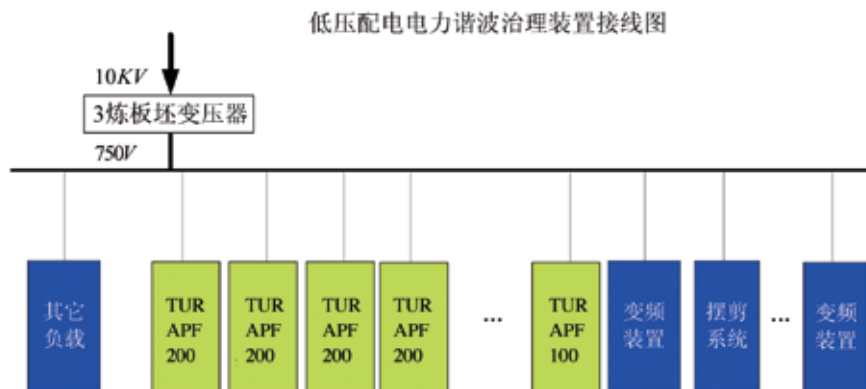 低压配电电力谐波治理装置接线图
10KV
3炼板坯变压器
750V
其它
负载
TUR
APF
200
TUR
APF
200
TUR
APF
200
TUR
APF
200
...
TUR
APF
100
变频
装置
摆剪
系统
...
变频
装置